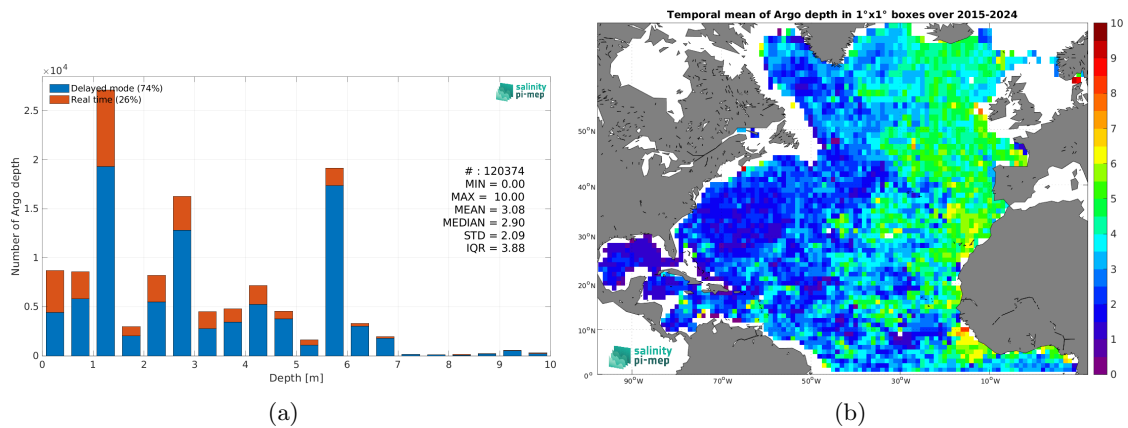 ×10⁴
Delayed mode (74%)
Real time (26%)
salinity
pi-mep
# : 120374
MIN = 0.00
MAX = 10.00
MEAN = 3.08
MEDIAN = 2.90
STD = 2.09
IQR = 3.88
Number of Argo depth
2.5
2
1.5
1
0.5
0
0 1 2 3 4 5 6 7 8 9 10
Depth [m]
(a)
Temporal mean of Argo depth in 1°x1° boxes over 2015-2024
50°N
40°N
30°N
20°N
10°N
0°
90°W 70°W 50°W 30°W 10°W
salinity
pi-mep
10
9
8
7
6
5
4
3
2
1
0
(b)